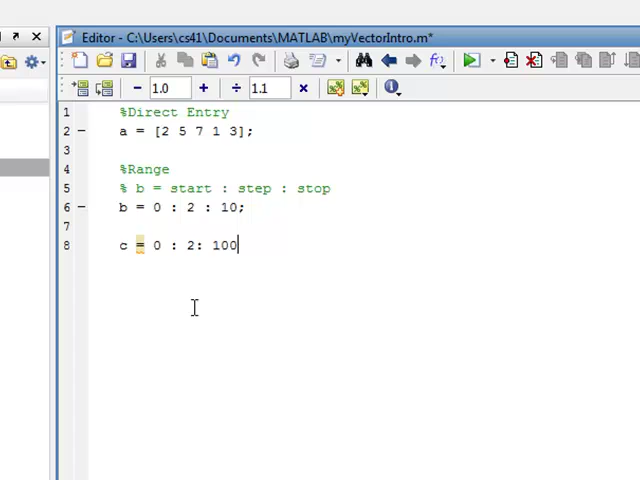 Editor - C:\Users\cs41\Documents\MATLAB\myVectorIntro.m*
1.0
1.1
1 %Direct Entry
2 a = [2 5 7 1 3];
3
4 %Range
5 % b = start : step : stop
6 b = 0 : 2 : 10;
7
8 c = 0 : 2: 100